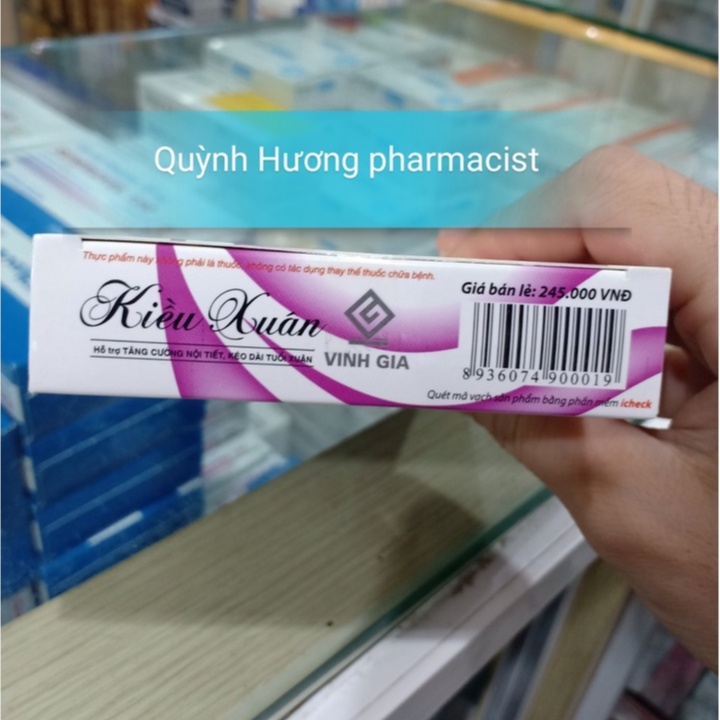 Quỳnh Hương pharmacist
Thực phẩm này không phải là thuốc, không có tác dụng thay thế thuốc chữa bệnh.
Kiều Xuân
Hỗ trợ TĂNG CƯỜNG NỘI TIẾT, KÉO DÀI TUỔI XUÂN
VINH GIA
Giá bán lẻ: 245.000 VNĐ
8 936074 900019
Quét mã vạch sản phẩm bằng phần mềm icheck